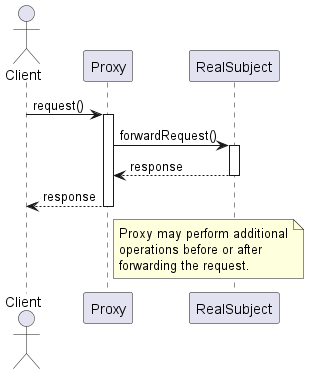 Client
Proxy
RealSubject
request()
forwardRequest()
response
response
Proxy may perform additional
operations before or after
forwarding the request.
Client
Proxy
RealSubject